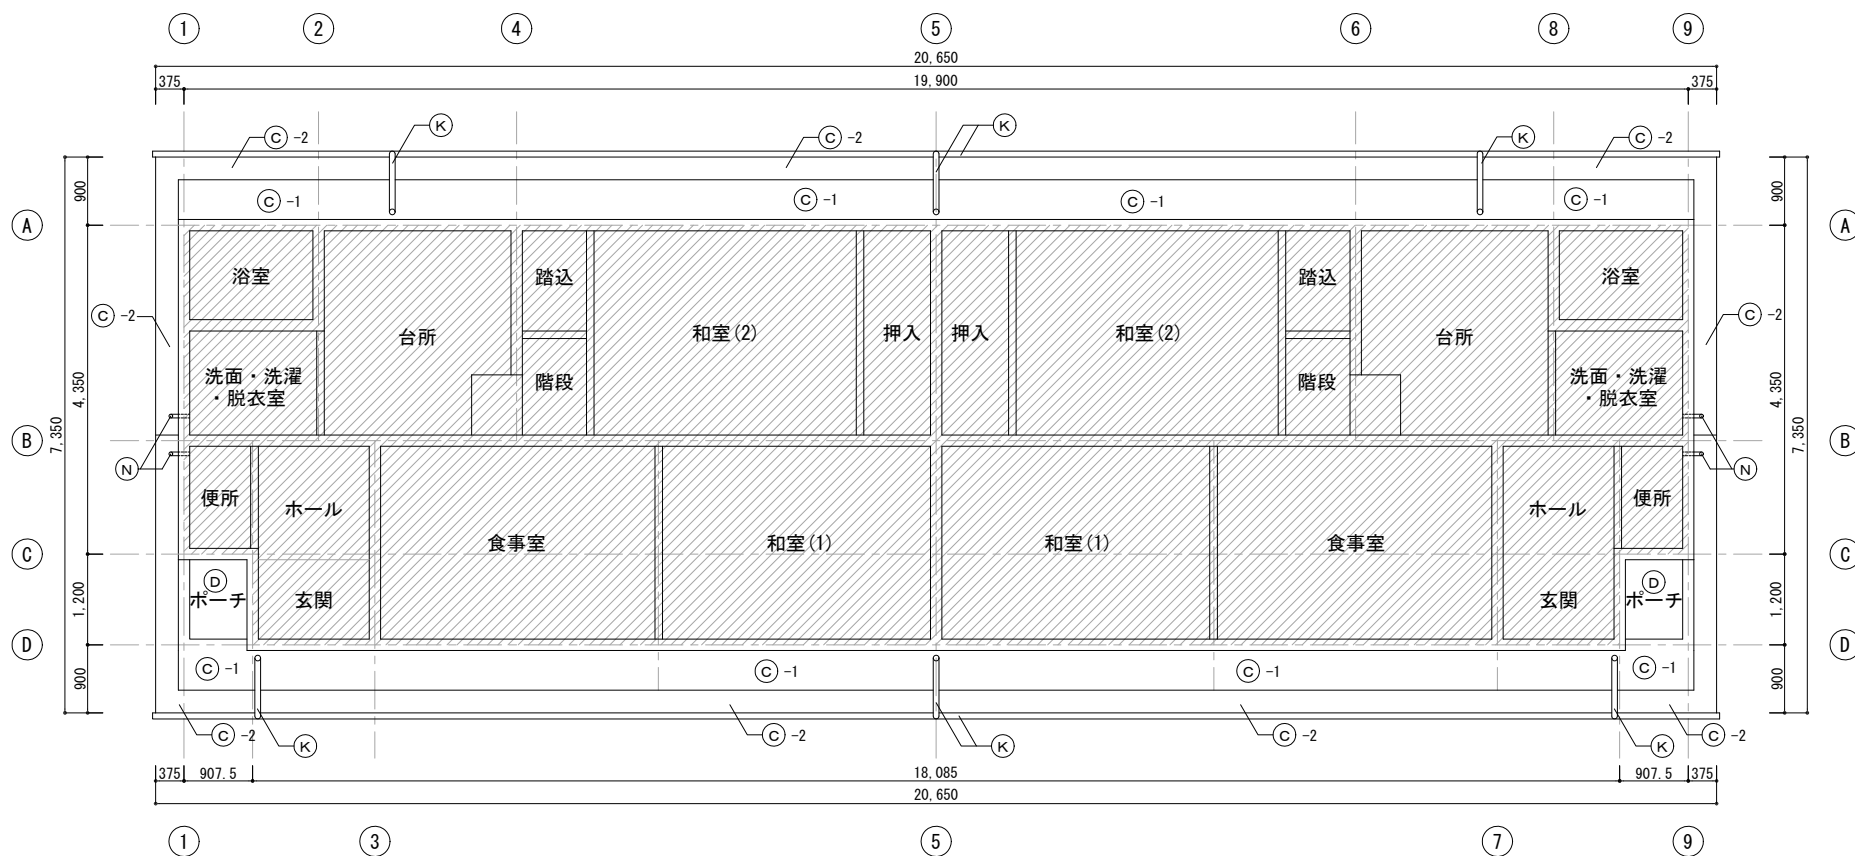 1 2 4 5 6 8 9
20,650
375 19,900 375
C -2 K C -2 K K C -2
900 C -1 C -1 C -1 C -1 900
A A
浴室 踏込 踏込 浴室
C -2 台所 和室(2) 押入 押入 和室(2) 台所 C -2
洗面・洗濯 階段 階段 洗面・洗濯
・脱衣室 ・脱衣室
7,350 4,350 4,350 7,350
B B
N N
便所 ホール ホール 便所
食事室 和室(1) 和室(1) 食事室
C C
D D
ポーチ 玄関 玄関 ポーチ
1,200 1,200
D D
C -1 C -1 C -1 C -1
900 900
C -2 K C -2 K C -2 K C -2
375 907.5 18,085 907.5 375
20,650
1 3 5 7 9